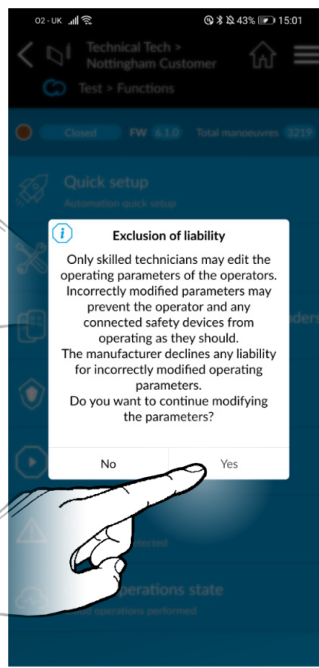 O2 - UK 43% 15:01
Technical Tech >
Nottingham Customer
Test > Functions
Closed FW 6.1.0 Total manoeuvres 3219
Quick setup
Automation quick setup
Exclusion of liability
Only skilled technicians may edit the
operating parameters of the operators.
Incorrectly modified parameters may
prevent the operator and any
connected safety devices from
operating as they should.
The manufacturer declines any liability
for incorrectly modified operating
parameters.
Do you want to continue modifying
the parameters?
No Yes
operations state
operations performed